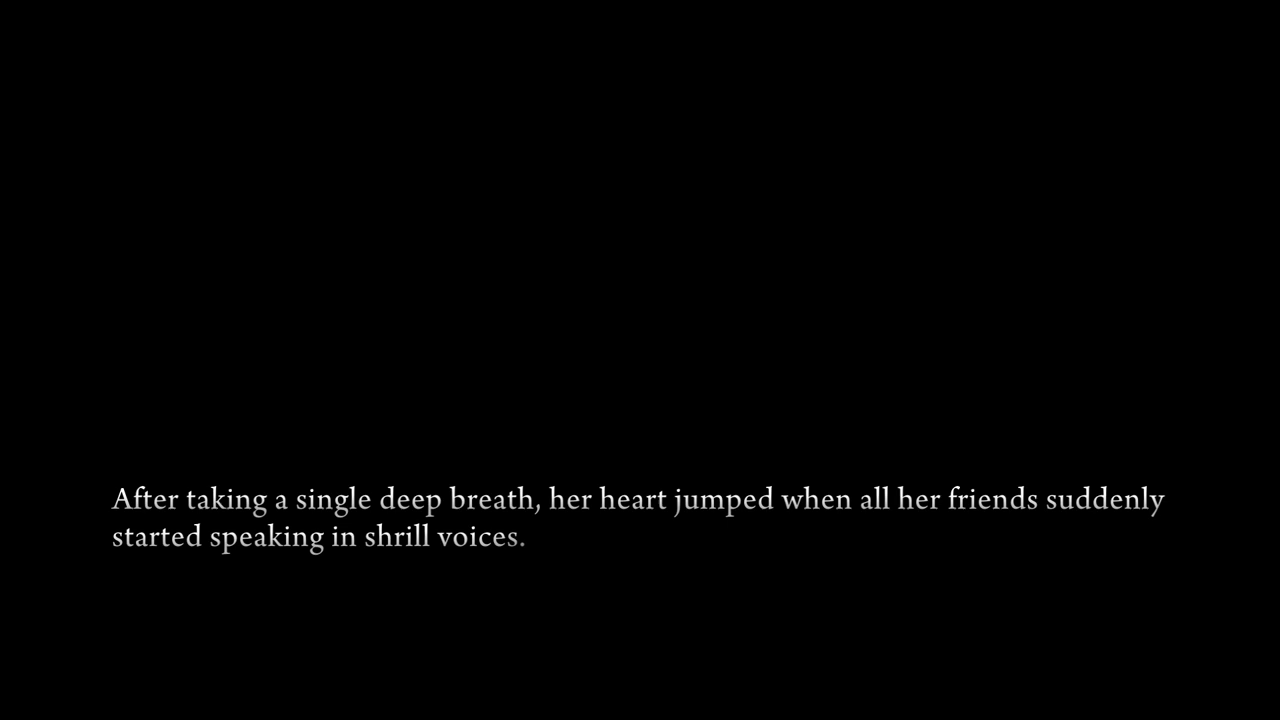 After taking a single deep breath, her heart jumped when all her friends suddenly
started speaking in shrill voices.